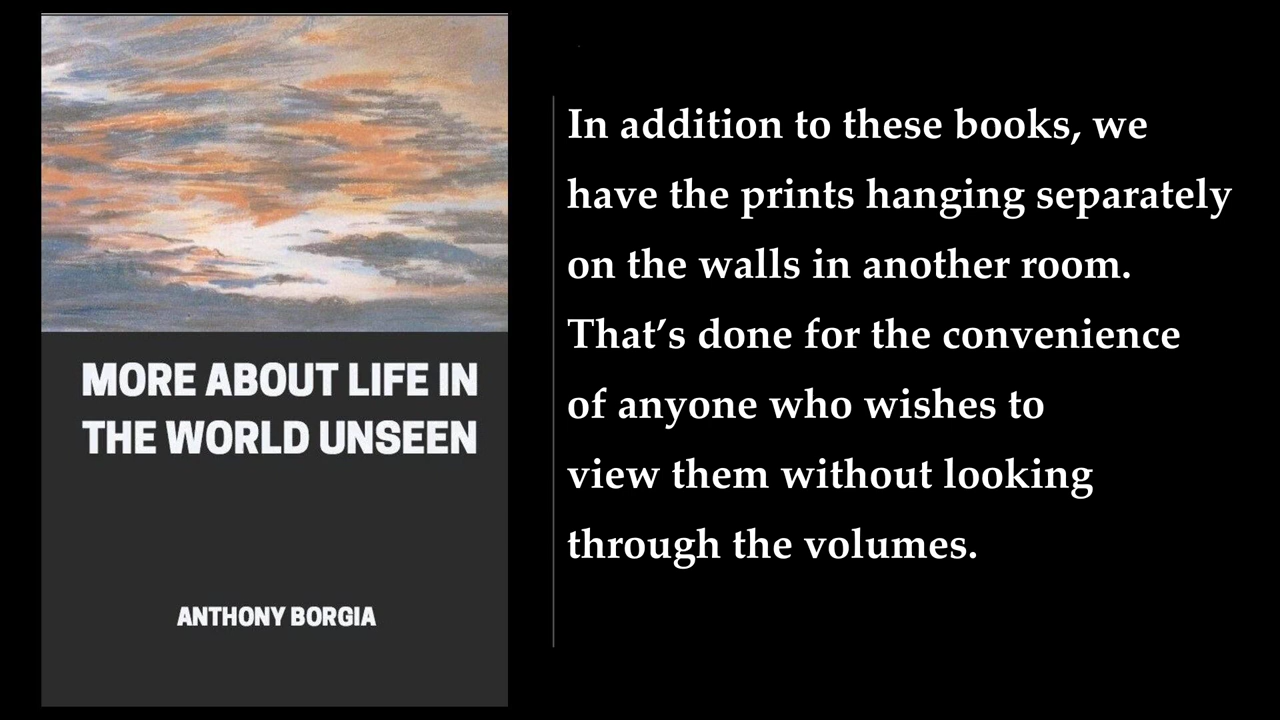 MORE ABOUT LIFE IN
THE WORLD UNSEEN
ANTHONY BORGIA
In addition to these books, we
have the prints hanging separately
on the walls in another room.
That’s done for the convenience
of anyone who wishes to
view them without looking
through the volumes.